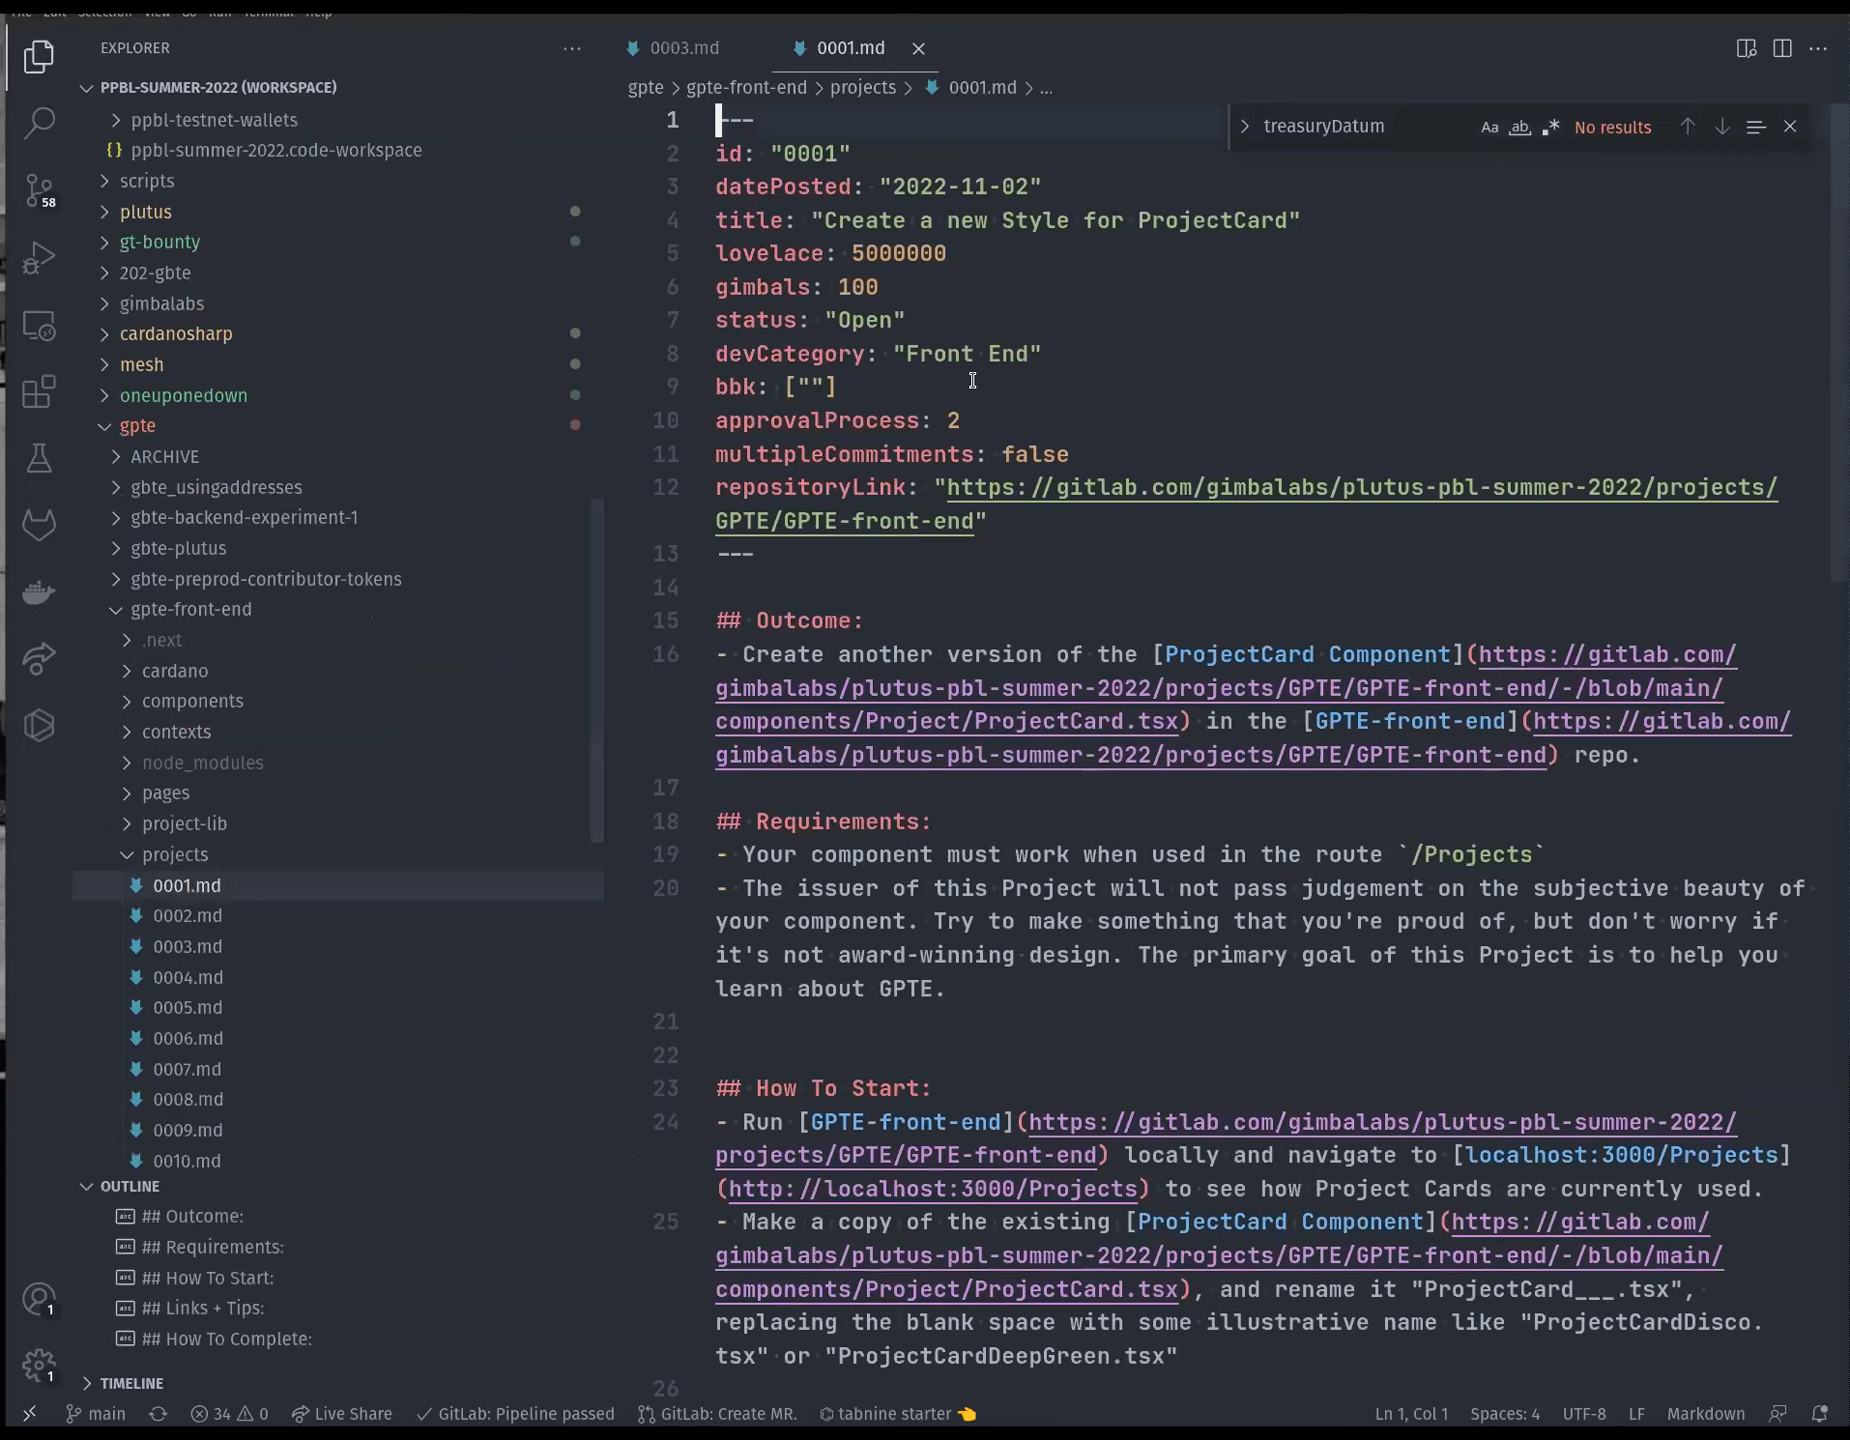 EXPLORER
PPBL-SUMMER-2022 (WORKSPACE)
ppbl-testnet-wallets
{} ppbl-summer-2022.code-workspace
scripts
plutus
gt-bounty
202-gbte
gimbalabs
cardanosharp
mesh
oneuponedown
gpte
ARCHIVE
gbte_usingaddresses
gbte-backend-experiment-1
gbte-plutus
gbte-preprod-contributor-tokens
gpte-front-end
.next
cardano
components
contexts
node_modules
pages
project-lib
projects
0001.md
0002.md
0003.md
0004.md
0005.md
0006.md
0007.md
0008.md
0009.md
0010.md
OUTLINE
## Outcome:
## Requirements:
## How To Start:
## Links + Tips:
## How To Complete:
TIMELINE
58
1
1
0003.md 0001.md
gpte > gpte-front-end > projects > 0001.md > ...
treasuryDatum Aa ab .* No results
1 ---
2 id: "0001"
3 datePosted: "2022-11-02"
4 title: "Create a new Style for ProjectCard"
5 lovelace: 5000000
6 gimbals: 100
7 status: "Open"
8 devCategory: "Front End"
9 bbk: [""]
10 approvalProcess: 2
11 multipleCommitments: false
12 repositoryLink: "https://gitlab.com/gimbalabs/plutus-pbl-summer-2022/projects/
GPTE/GPTE-front-end"
13 ---
14
15 ## Outcome:
16 - Create another version of the [ProjectCard Component](https://gitlab.com/
gimbalabs/plutus-pbl-summer-2022/projects/GPTE/GPTE-front-end/-/blob/main/
components/Project/ProjectCard.tsx) in the [GPTE-front-end](https://gitlab.com/
gimbalabs/plutus-pbl-summer-2022/projects/GPTE/GPTE-front-end) repo.
17
18 ## Requirements:
19 - Your component must work when used in the route `/Projects`
20 - The issuer of this Project will not pass judgement on the subjective beauty of
your component. Try to make something that you're proud of, but don't worry if
it's not award-winning design. The primary goal of this Project is to help you
learn about GPTE.
21
22
23 ## How To Start:
24 - Run [GPTE-front-end](https://gitlab.com/gimbalabs/plutus-pbl-summer-2022/
projects/GPTE/GPTE-front-end) locally and navigate to [localhost:3000/Projects]
(http://localhost:3000/Projects) to see how Project Cards are currently used.
25 - Make a copy of the existing [ProjectCard Component](https://gitlab.com/
gimbalabs/plutus-pbl-summer-2022/projects/GPTE/GPTE-front-end/-/blob/main/
components/Project/ProjectCard.tsx), and rename it "ProjectCard___.tsx",
replacing the blank space with some illustrative name like "ProjectCardDisco.
tsx" or "ProjectCardDeepGreen.tsx"
26
main 34 0 Live Share GitLab: Pipeline passed GitLab: Create MR. tabnine starter Ln 1, Col 1 Spaces: 4 UTF-8 LF Markdown